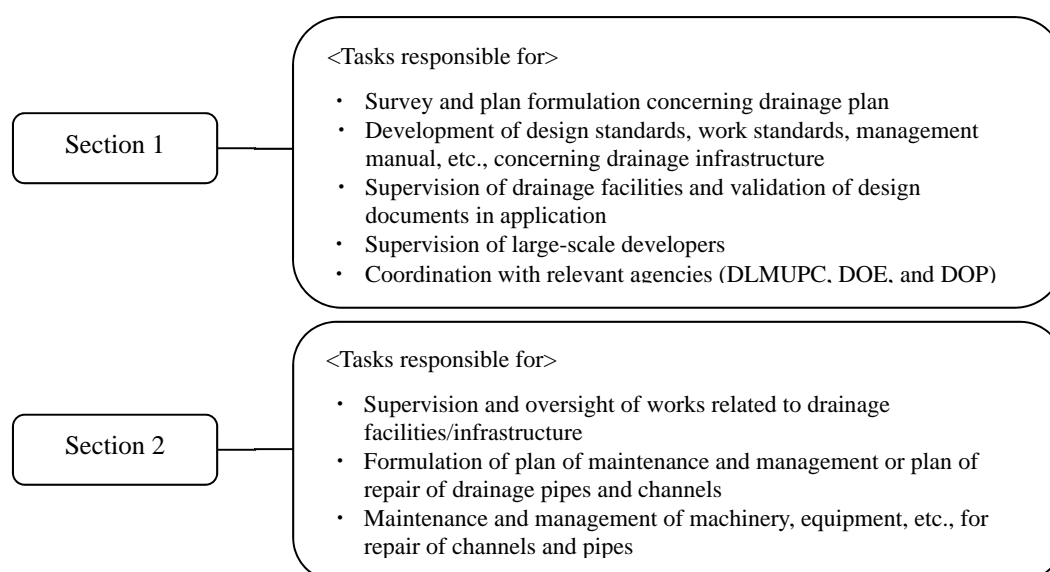 <Tasks responsible for>
・ Survey and plan formulation concerning drainage plan
Section 1
・ Development of design standards, work standards, management
manual, etc., concerning drainage infrastructure
・ Supervision of drainage facilities and validation of design
documents in application
・ Supervision of large-scale developers
・ Coordination with relevant agencies (DLMUPC, DOE, and DOP)
<Tasks responsible for>
・ Supervision and oversight of works related to drainage
facilities/infrastructure
Section 2
・ Formulation of plan of maintenance and management or plan of
repair of drainage pipes and channels
・ Maintenance and management of machinery, equipment, etc., for
repair of channels and pipes